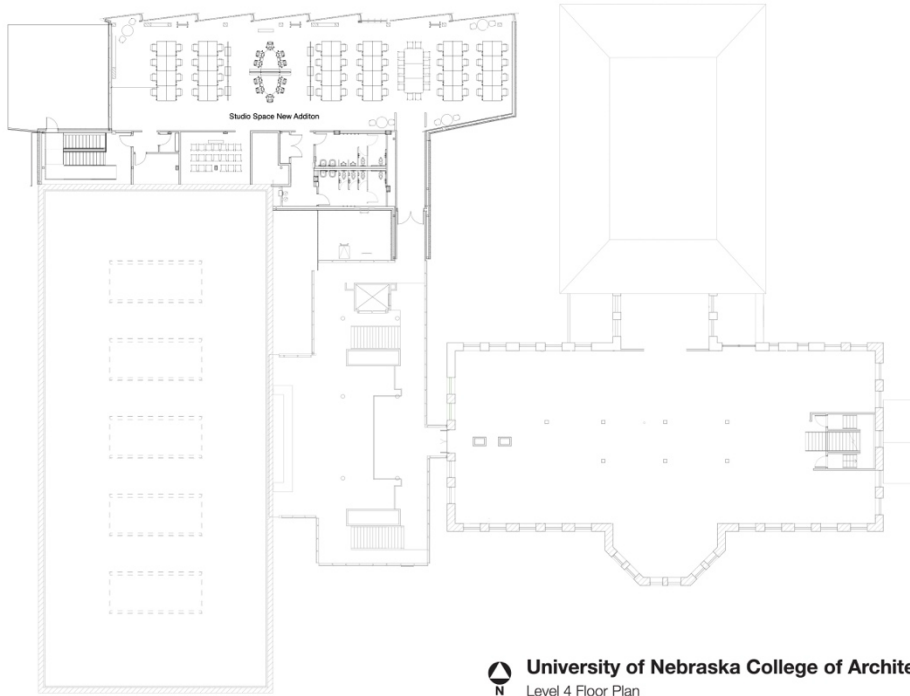 Studio Space New Additon
N
University of Nebraska College of Archite
Level 4 Floor Plan